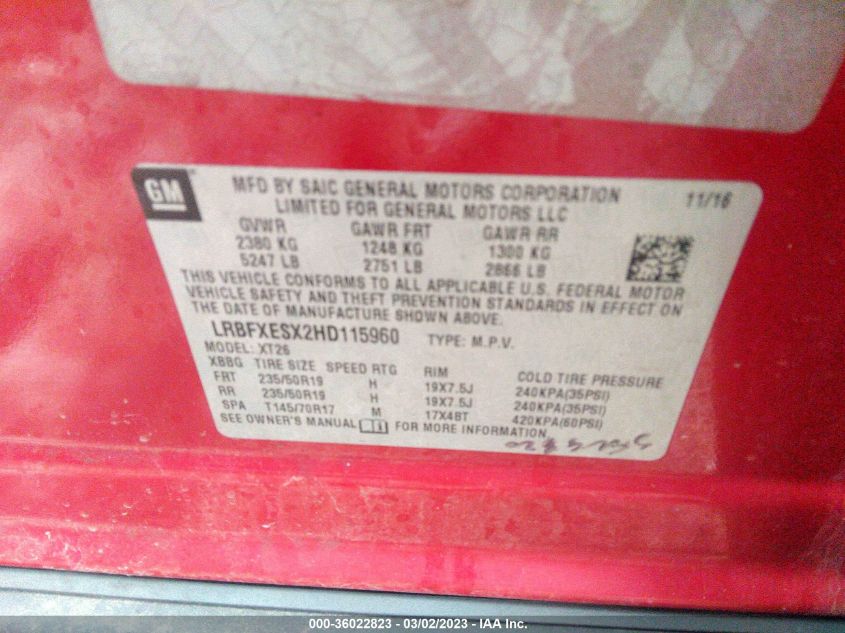 GM
MFD BY SAIC GENERAL MOTORS CORPORATION 11/16
LIMITED FOR GENERAL MOTORS LLC
GVWR GAWR FRT GAWR RR
2380 KG 1248 KG 1300 KG
5247 LB 2751 LB 2866 LB
THIS VEHICLE CONFORMS TO ALL APPLICABLE U.S. FEDERAL MOTOR
VEHICLE SAFETY AND THEFT PREVENTION STANDARDS IN EFFECT ON
THE DATE OF MANUFACTURE SHOWN ABOVE.
LRBFXESX2HD115960 TYPE: M.P.V.
MODEL: XT26
XBBG TIRE SIZE SPEED RTG RIM COLD TIRE PRESSURE
FRT 235/50R19 H 19X7.5J 240KPA(35PSI)
RR 235/50R19 H 19X7.5J 240KPA(35PSI)
SPA T145/70R17 M 17X4BT 420KPA(60PSI)
SEE OWNER'S MANUAL FOR MORE INFORMATION
000-36022823 - 03/02/2023 - IAA Inc.